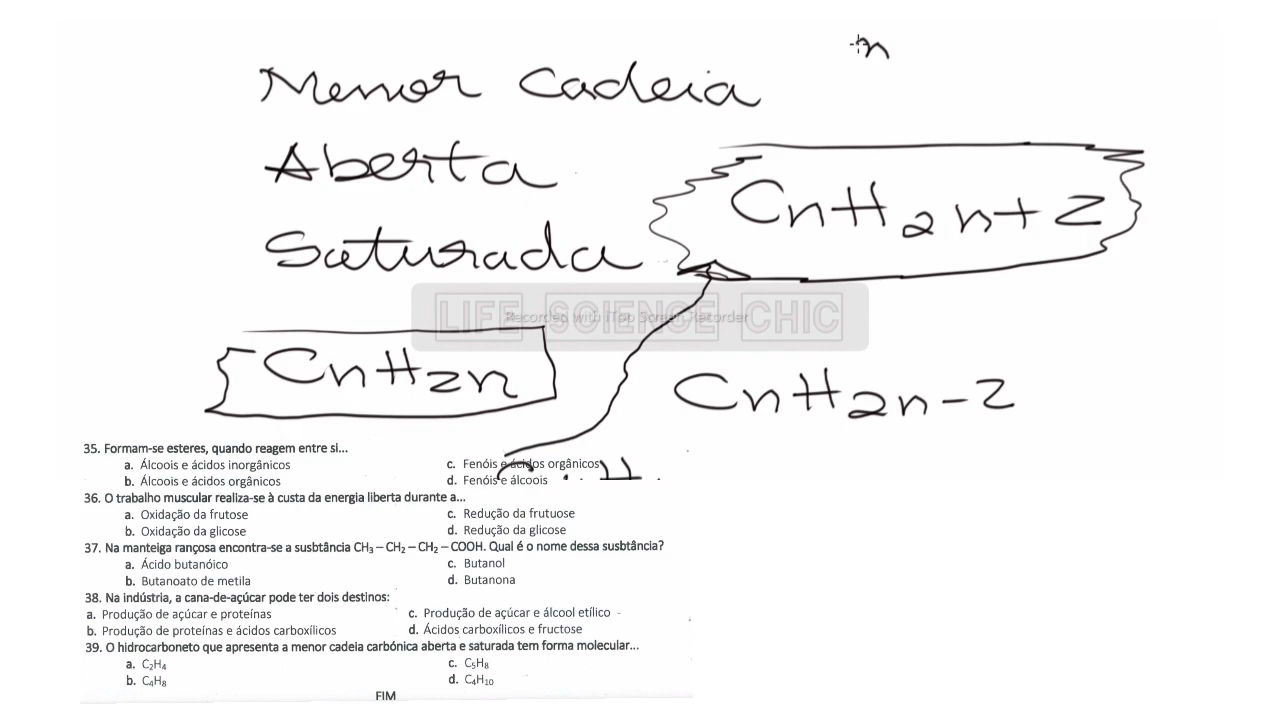 n
Menor Cadeia
Aberta
Saturada
CnH2n+2
LIFE SCIENCE CHIC
Recorded with iTop Screen Recorder
CnH2n
CnH2n-2
35. Formam-se esteres, quando reagem entre si...
a. Álcoois e ácidos inorgânicos
c. Fenóis e ácidos orgânicos
b. Álcoois e ácidos orgânicos
d. Fenóis e álcoois
36. O trabalho muscular realiza-se à custa da energia liberta durante a...
a. Oxidação da frutose
c. Redução da frutuose
b. Oxidação da glicose
d. Redução da glicose
37. Na manteiga rançosa encontra-se a susbtância CH₃ – CH₂ – CH₂ – COOH. Qual é o nome dessa susbtância?
a. Ácido butanóico
c. Butanol
b. Butanoato de metila
d. Butanona
38. Na indústria, a cana-de-açúcar pode ter dois destinos:
a. Produção de açúcar e proteínas
c. Produção de açúcar e álcool etílico
b. Produção de proteínas e ácidos carboxílicos
d. Ácidos carboxílicos e fructose
39. O hidrocarboneto que apresenta a menor cadeia carbónica aberta e saturada tem forma molecular...
a. C₂H₄
c. C₅H₈
b. C₄H₈
d. C₄H₁₀
FIM